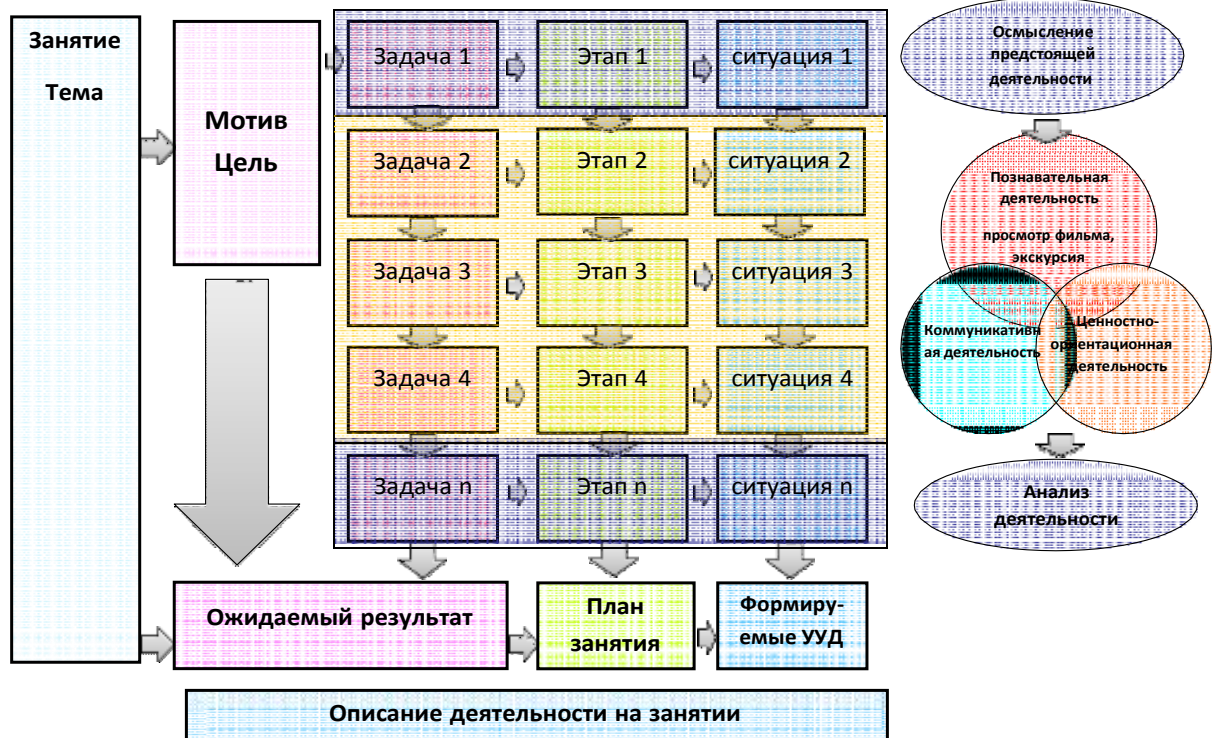 Занятие
Тема
Мотив
Цель
Задача 1
Этап 1
ситуация 1
Задача 2
Этап 2
ситуация 2
Задача 3
Этап 3
ситуация 3
Задача 4
Этап 4
ситуация 4
Задача n
Этап n
ситуация n
Ожидаемый результат
План
занятия
Формиру-
емые УУД
Описание деятельности на занятии
Осмысление
предстоящей
деятельности
Познавательная
деятельность
просмотр фильма,
экскурсия
Коммуникативн
ая деятельность
Ценностно-
ориентационная
деятельность
Анализ
деятельности